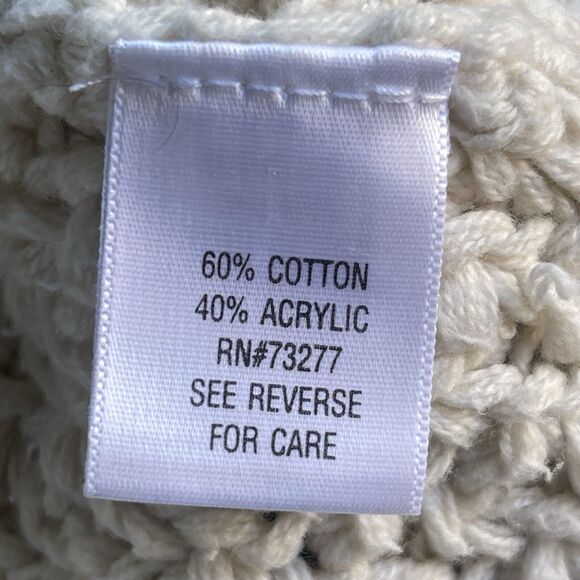 60% COTTON
40% ACRYLIC
RN#73277
SEE REVERSE
FOR CARE